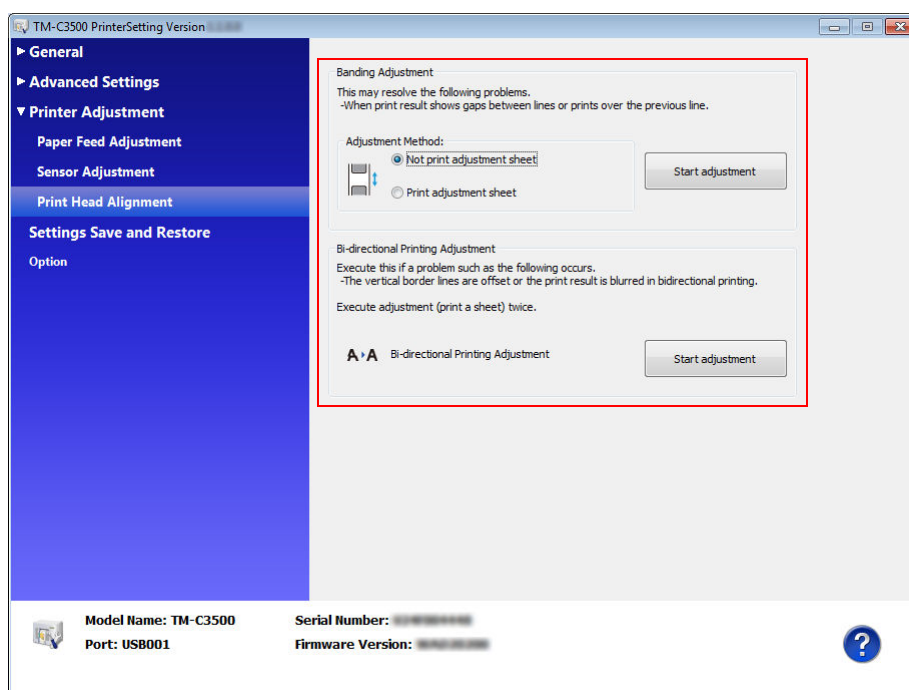 TM-C3500 PrinterSetting Version
General
Advanced Settings
Printer Adjustment
Paper Feed Adjustment
Sensor Adjustment
Print Head Alignment
Settings Save and Restore
Option
Banding Adjustment
This may resolve the following problems.
-When print result shows gaps between lines or prints over the previous line.
Adjustment Method:
Not print adjustment sheet
Print adjustment sheet
Start adjustment
Bi-directional Printing Adjustment
Execute this if a problem such as the following occurs.
-The vertical border lines are offset or the print result is blurred in bidirectional printing.
Execute adjustment (print a sheet) twice.
A A Bi-directional Printing Adjustment
Start adjustment
Model Name: TM-C3500 Serial Number:
Port: USB001 Firmware Version:
?